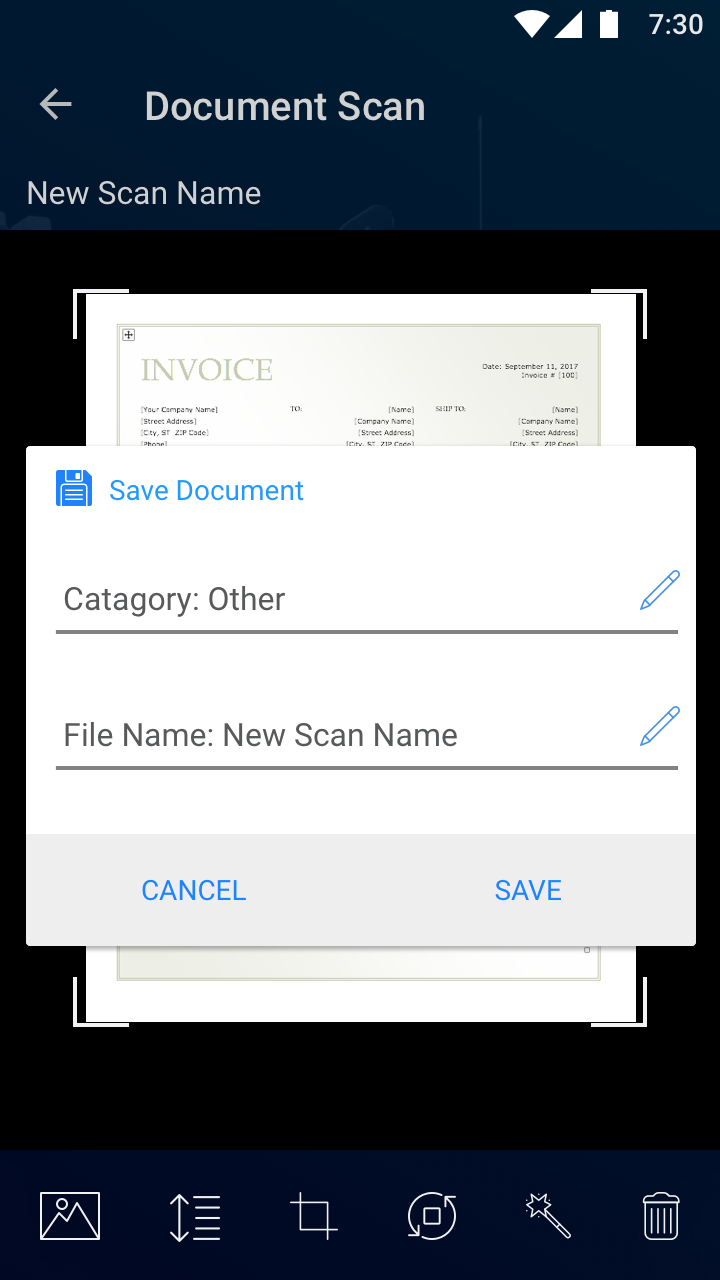 7:30
Document Scan
New Scan Name
INVOICE
Date: September 11, 2017
Invoice # [100]
[Your Company Name] TO: [Name] SHIP TO: [Name]
[Street Address] [Company Name] [Company Name]
[City, ST ZIP Code] [Street Address] [Street Address]
[Phone] [City, ST ZIP Code] [City, ST ZIP Code]
Save Document
Catagory: Other
File Name: New Scan Name
CANCEL SAVE